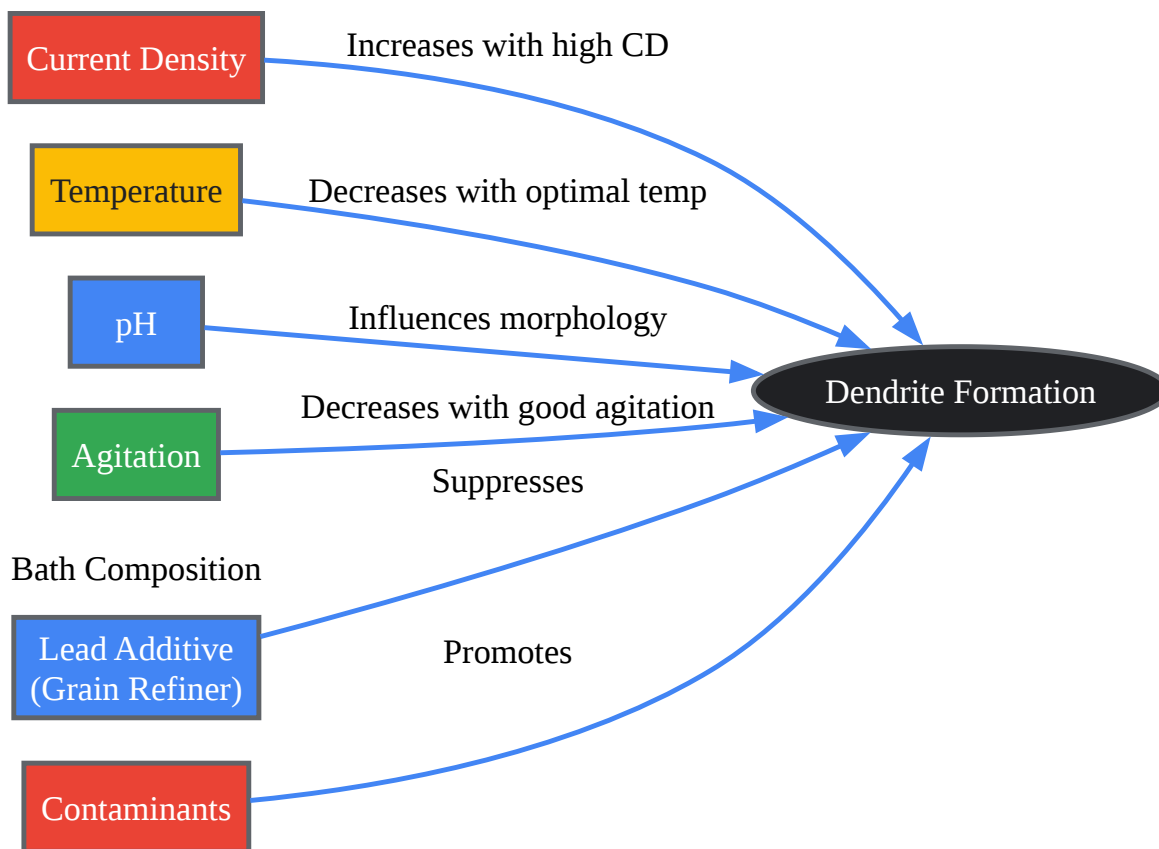 Current Density
Increases with high CD
Temperature
Decreases with optimal temp
pH
Influences morphology
Dendrite Formation
Agitation
Decreases with good agitation
Suppresses
Bath Composition
Lead Additive
(Grain Refiner)
Promotes
Contaminants